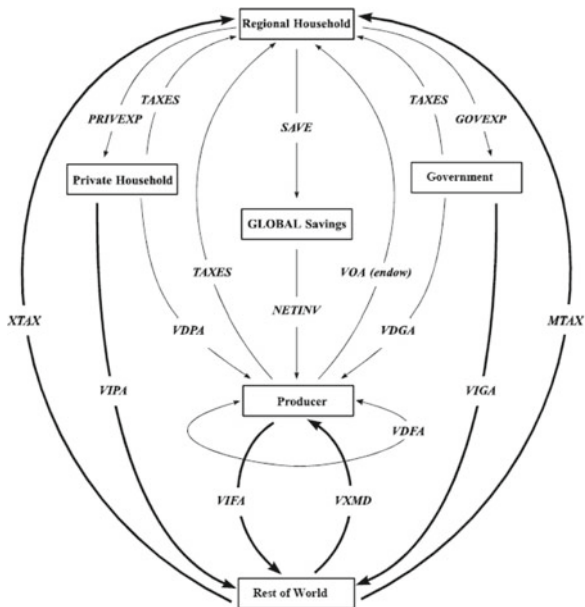 Regional Household
TAXES
TAXES
PRIVEXP
GOVEXP
SAVE
Private Household
Government
GLOBAL Savings
TAXES
VOA (endow)
NETINV
XTAX
MTAX
VDPA
VDGA
VIPA
VIGA
Producer
VDFA
VIFA
VXMD
Rest of World